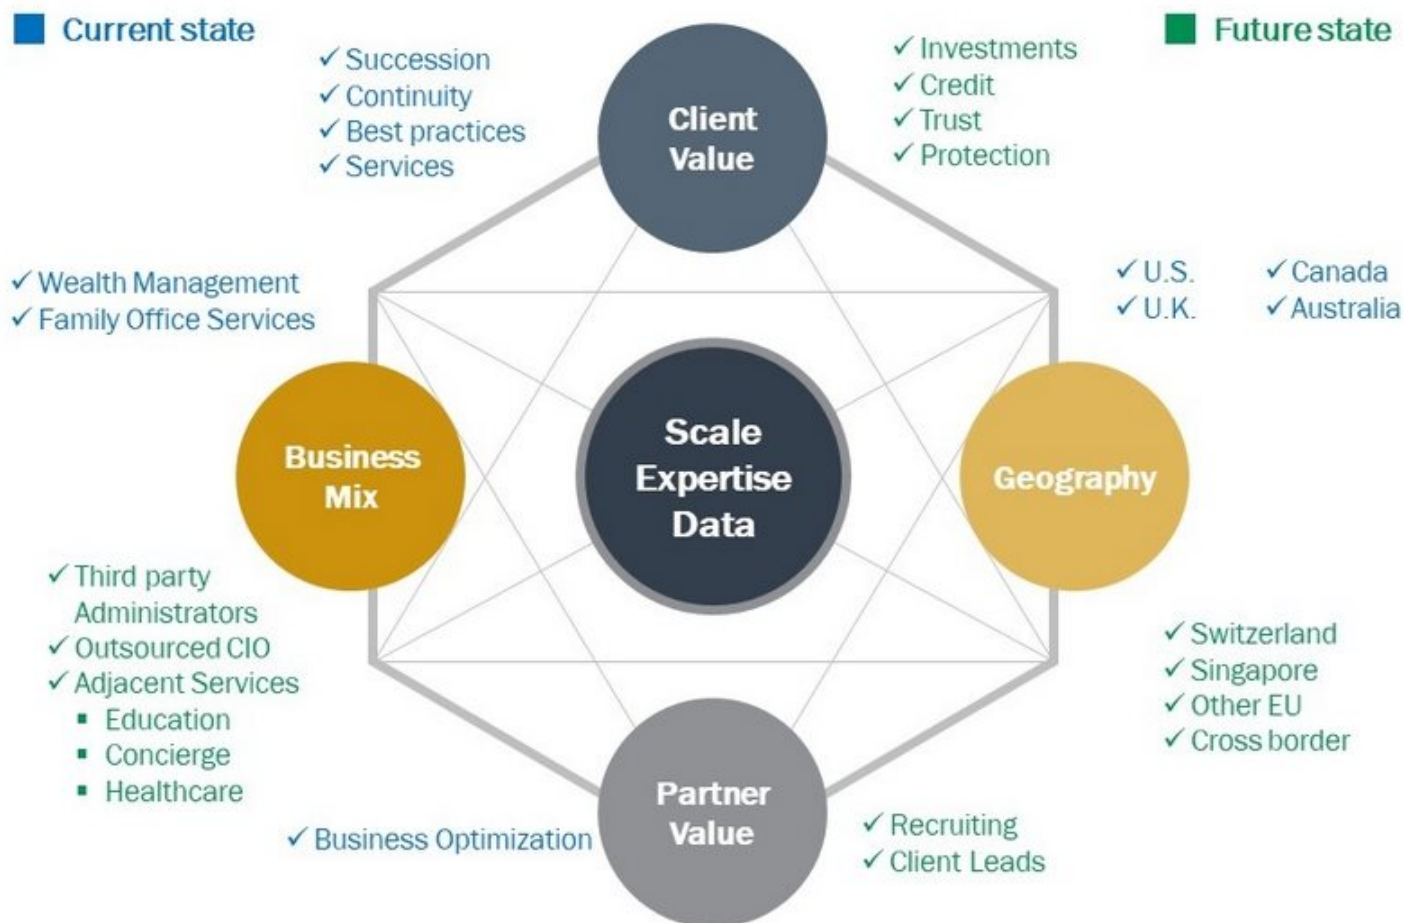 Current state
Future state
✓ Succession
✓ Continuity
✓ Best practices
✓ Services
Client
Value
✓ Investments
✓ Credit
✓ Trust
✓ Protection
✓ Wealth Management
✓ Family Office Services
✓ U.S.
✓ Canada
✓ U.K.
✓ Australia
Business
Mix
Scale
Expertise
Data
Geography
✓ Third party
Administrators
✓ Outsourced CIO
✓ Adjacent Services
▪ Education
▪ Concierge
▪ Healthcare
✓ Switzerland
✓ Singapore
✓ Other EU
✓ Cross border
✓ Business Optimization
Partner
Value
✓ Recruiting
✓ Client Leads